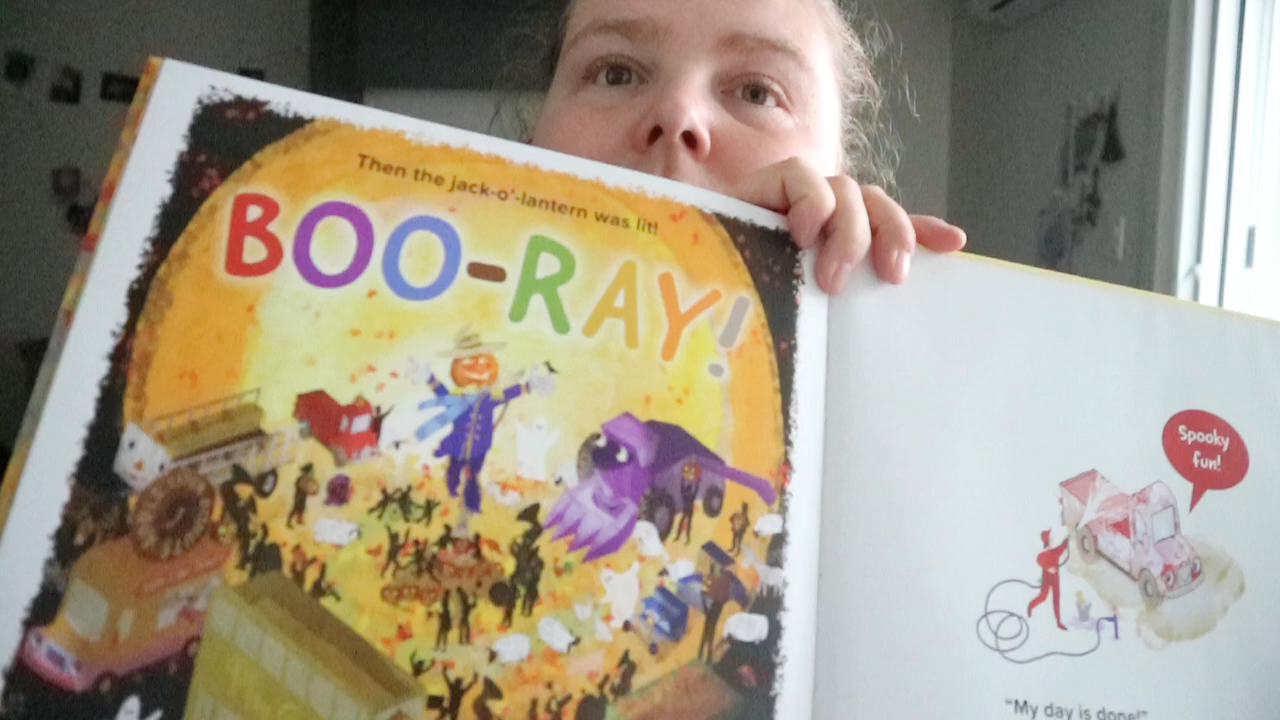 Then the jack-o'-lantern was lit!
BOO-RAY!
Spooky
fun!
"My day is done!"